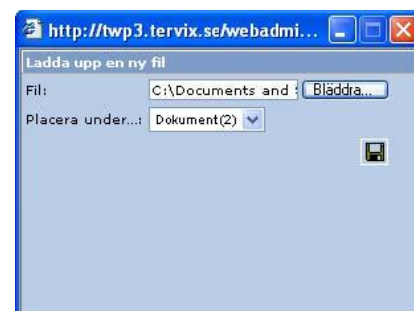 http://twp3.tervix.se/webadmi...
Ladda upp en ny fil
Fil: C:\Documents and Bläddra...
Placera under...: Dokument(2)